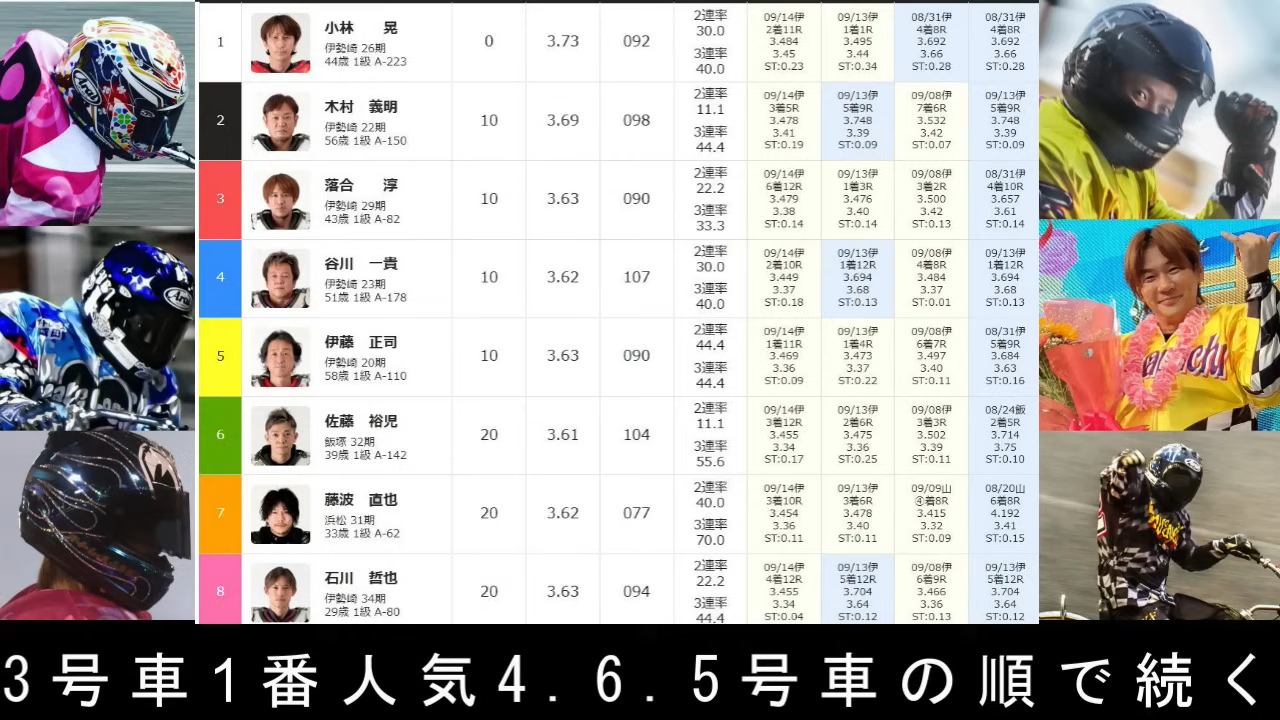 1
小林　晃
伊勢崎 26期
44歳 1級 A-223
0
3.73
092
2連率
30.0
3連率
40.0
09/14伊
2着11R
3.484
3.45
ST:0.23
09/13伊
1着1R
3.495
3.44
ST:0.34
08/31伊
4着8R
3.692
3.66
ST:0.28
08/31伊
4着8R
3.692
3.66
ST:0.28
2
木村　義明
伊勢崎 22期
56歳 1級 A-150
10
3.69
098
2連率
11.1
3連率
44.4
09/14伊
3着5R
3.478
3.41
ST:0.19
09/13伊
5着9R
3.748
3.39
ST:0.09
09/08伊
7着6R
3.532
3.42
ST:0.07
09/13伊
5着9R
3.748
3.39
ST:0.09
3
落合　淳
伊勢崎 29期
43歳 1級 A-82
10
3.63
090
2連率
22.2
3連率
33.3
09/14伊
6着12R
3.479
3.38
ST:0.14
09/13伊
1着3R
3.476
3.40
ST:0.14
09/08伊
3着2R
3.500
3.42
ST:0.13
08/31伊
4着10R
3.657
3.61
ST:0.14
4
谷川　一貴
伊勢崎 23期
51歳 1級 A-178
10
3.62
107
2連率
30.0
3連率
40.0
09/14伊
2着10R
3.449
3.37
ST:0.18
09/13伊
1着12R
3.694
3.68
ST:0.13
09/08伊
4着8R
3.484
3.37
ST:0.01
09/13伊
1着12R
3.694
3.68
ST:0.13
5
伊藤　正司
伊勢崎 20期
58歳 1級 A-110
10
3.63
090
2連率
44.4
3連率
44.4
09/14伊
1着11R
3.469
3.36
ST:0.09
09/13伊
1着4R
3.473
3.37
ST:0.22
09/08伊
6着7R
3.497
3.40
ST:0.11
08/31伊
5着9R
3.684
3.63
ST:0.16
6
佐藤　裕児
飯塚 32期
39歳 1級 A-142
20
3.61
104
2連率
11.1
3連率
55.6
09/14伊
3着12R
3.455
3.34
ST:0.17
09/13伊
2着6R
3.475
3.36
ST:0.25
09/08伊
3着3R
3.502
3.39
ST:0.11
08/24飯
2着5R
3.714
3.75
ST:0.10
7
藤波　直也
浜松 31期
33歳 1級 A-62
20
3.62
077
2連率
40.0
3連率
70.0
09/14伊
3着10R
3.454
3.36
ST:0.11
09/13伊
3着6R
3.478
3.40
ST:0.11
09/09山
④着8R
3.415
3.32
ST:0.09
08/20山
6着8R
4.192
3.41
ST:0.15
8
石川　哲也
伊勢崎 34期
29歳 1級 A-80
20
3.63
094
2連率
22.2
3連率
44.4
09/14伊
4着12R
3.455
3.34
ST:0.04
09/13伊
5着12R
3.704
3.64
ST:0.12
09/08伊
6着9R
3.466
3.36
ST:0.13
09/13伊
5着12R
3.704
3.64
ST:0.12
3号車1番人気4.6.5号車の順で続く